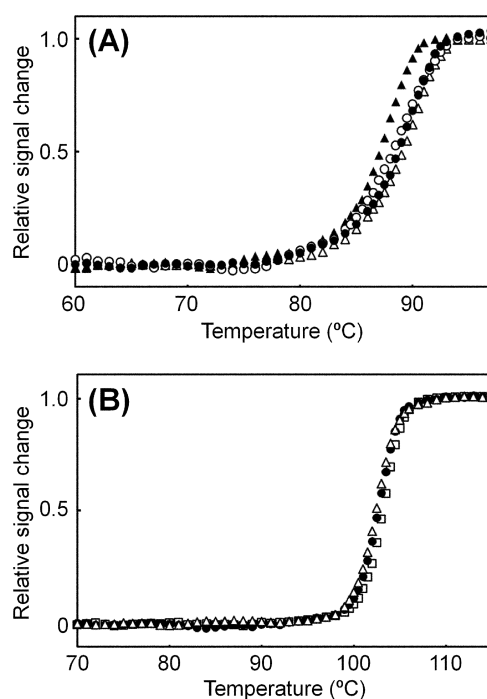 (A)
Relative signal change
1.0
0.5
0
60 70 80 90
Temperature (ºC)
(B)
Relative signal change
1.0
0.5
0
70 80 90 100 110
Temperature (ºC)